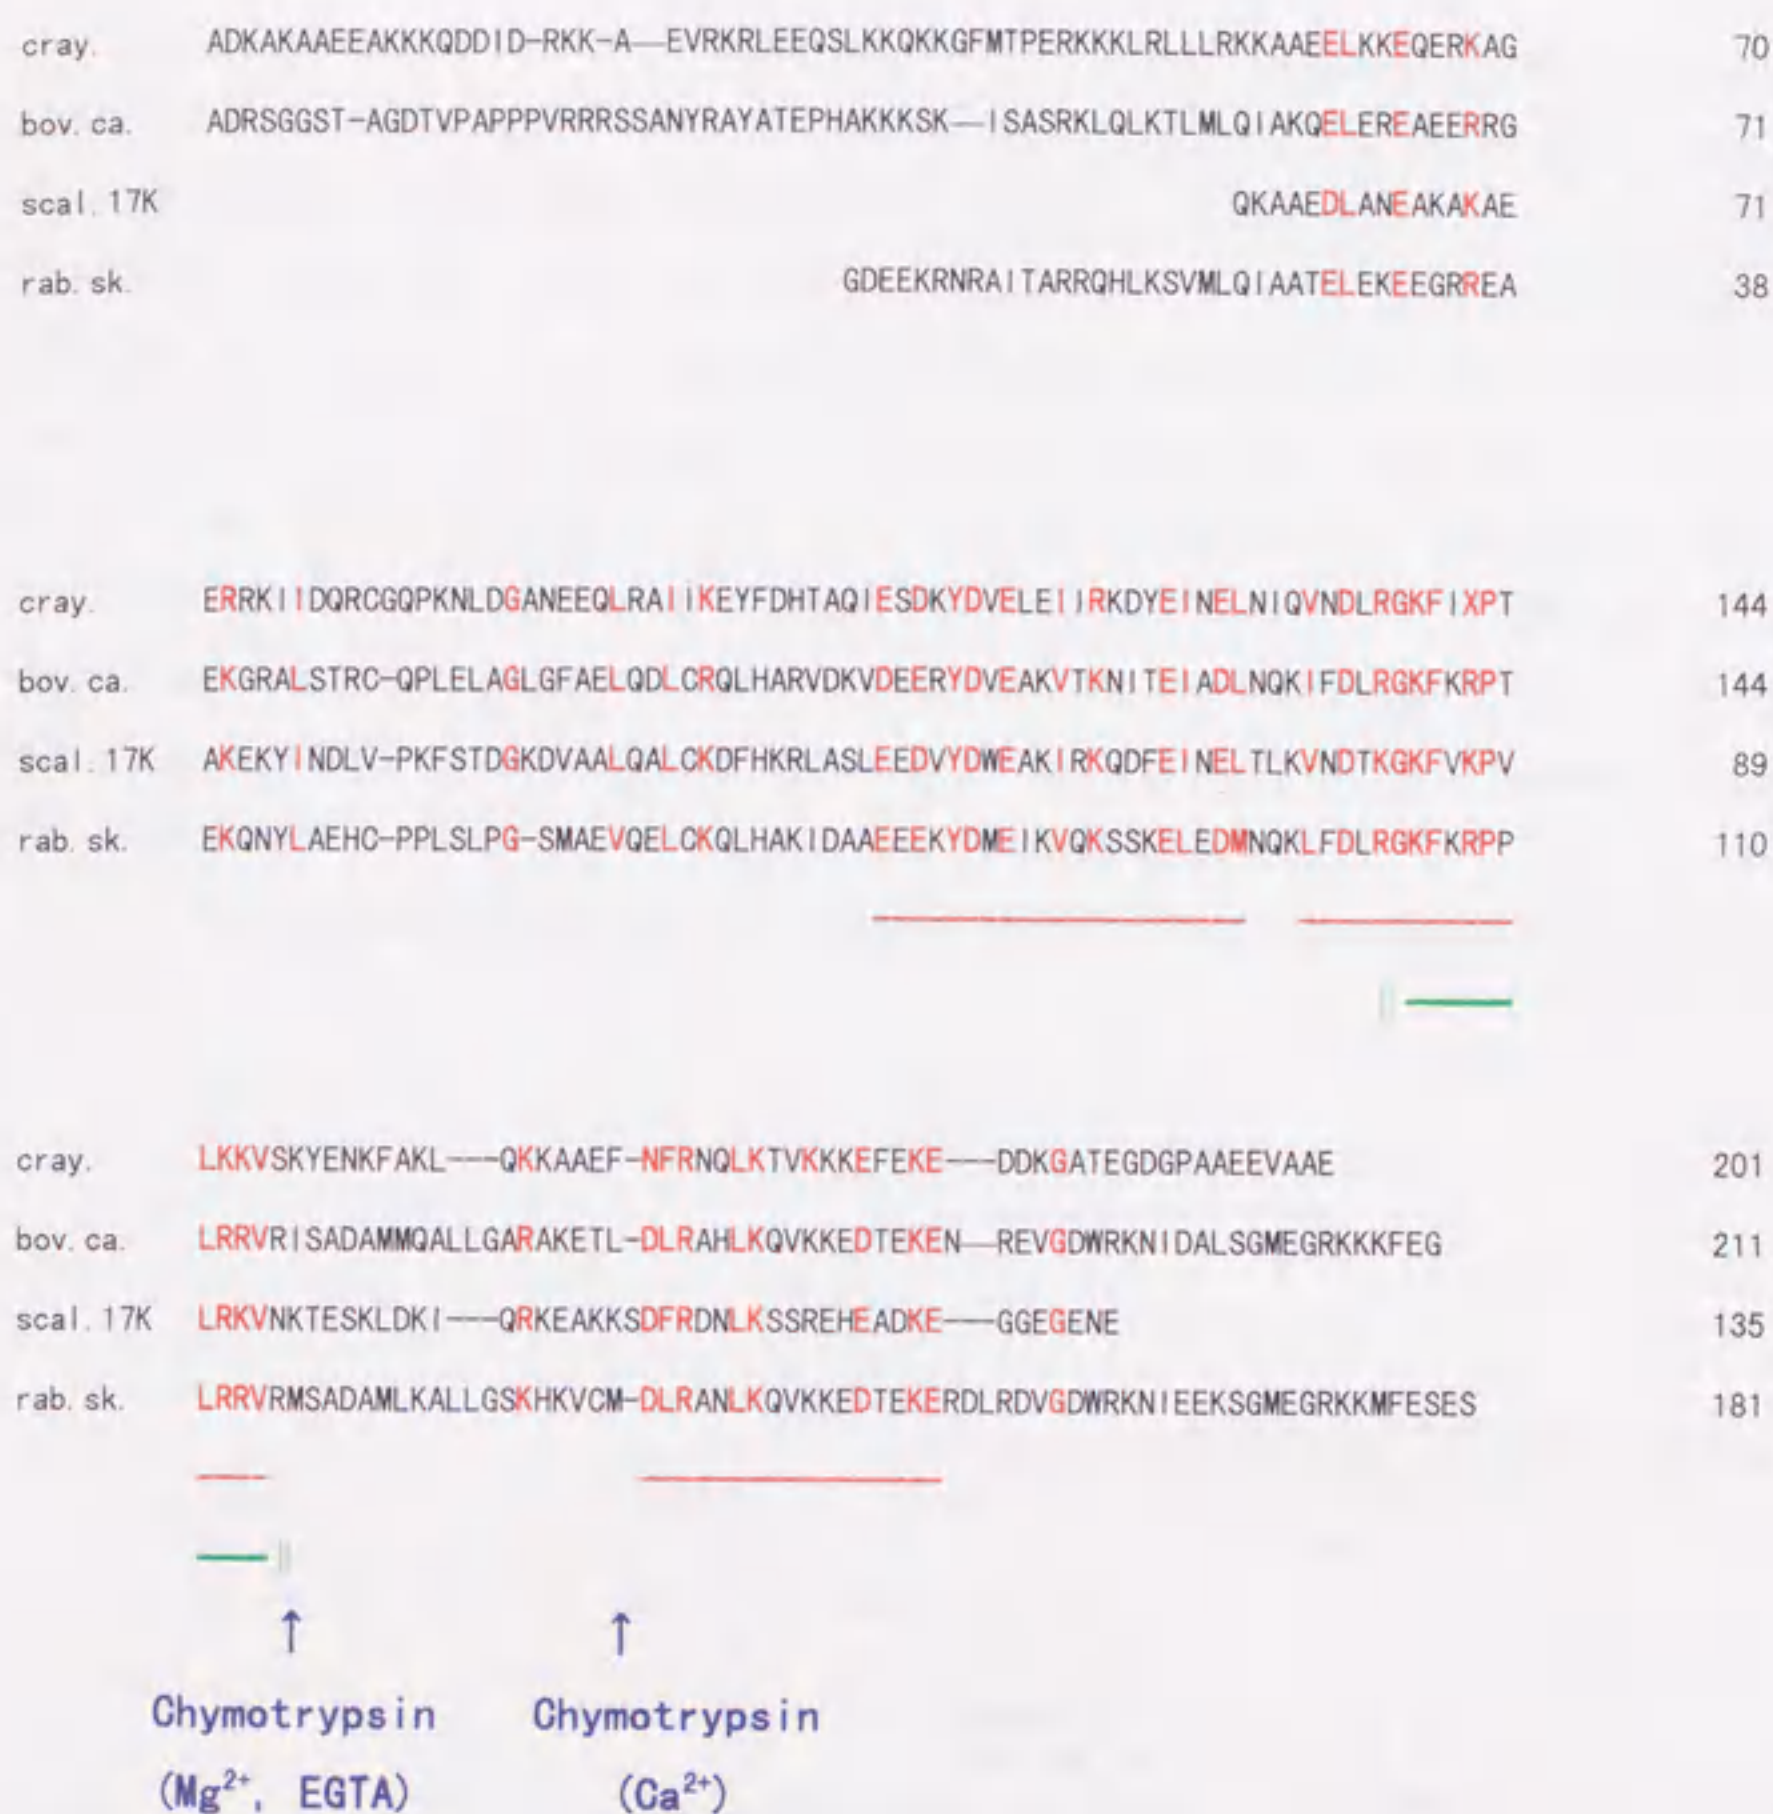 cray. ADKAKAAEEAKKKQDDID-RKK-A—EVRKRLEEQSLKKQKKGFMTPERKKKLRLLLRKKAAEELKKEQERKAG 70
bov. ca. ADRSGGST-AGDTVPAPPPVRRRSSANYRAYATEPHAKKKSK—ISASRKLQLKTLMLQIAKQELEREAEERRG 71
scal. 17K QKAAEDLANEAKAKAE 71
rab. sk. GDEEKRNRAITARRQHLKSVMLQIAATELEKEEGRREA 38
cray. ERRKIIDQRCGQPKNLDGANEEQLRAIIKEYFDHTAQIESDKYDVELEIIRKDYEINELNIQVNDLRGKFIXPT 144
bov. ca. EKGRALSTRC-QPLELAGLGFAELQDLCRQLHARVDKVDEERYDVEAKVTKNITEIADLNQKIFDLRGKFKRPT 144
scal. 17K AKEKYINDLV-PKFSTDGKDVAALQALCKDFHKRLASLEEDVYDWEAKIRKQDFEINELTLKVNDTKGKFVKPV 89
rab. sk. EKQNYLAEHC-PPLSLPG-SMAEVQELCKQLHAKIDAAEEEKYDMEIKVQKSSKELEDMNQKLFDLRGKFKRPP 110
cray. LKKVSKYENKFAKL---QKKAAEF-NFRNQLKTVKKKEFEKE---DDKGATEGDGPAAEEVAAE 201
bov. ca. LRRVRISADAMMQALLGARAKETL-DLRAHLKQVKKEDTEKEN—REVGDWRKNIDALSGMEGRKKKFEG 211
scal. 17K LRKVNKTESKLDKI---QRKEAKKSDFRDNLKSSREHEADKE---GGEGENE 135
rab. sk. LRRVRMSADAMLKALLGSKHKVCM-DLRANLKQVKKEDTEKERDLRDVGDWRKNIEEKSGMEGRKKMFESES 181
↑ ↑
Chymotrypsin Chymotrypsin
(Mg²⁺, EGTA) (Ca²⁺)